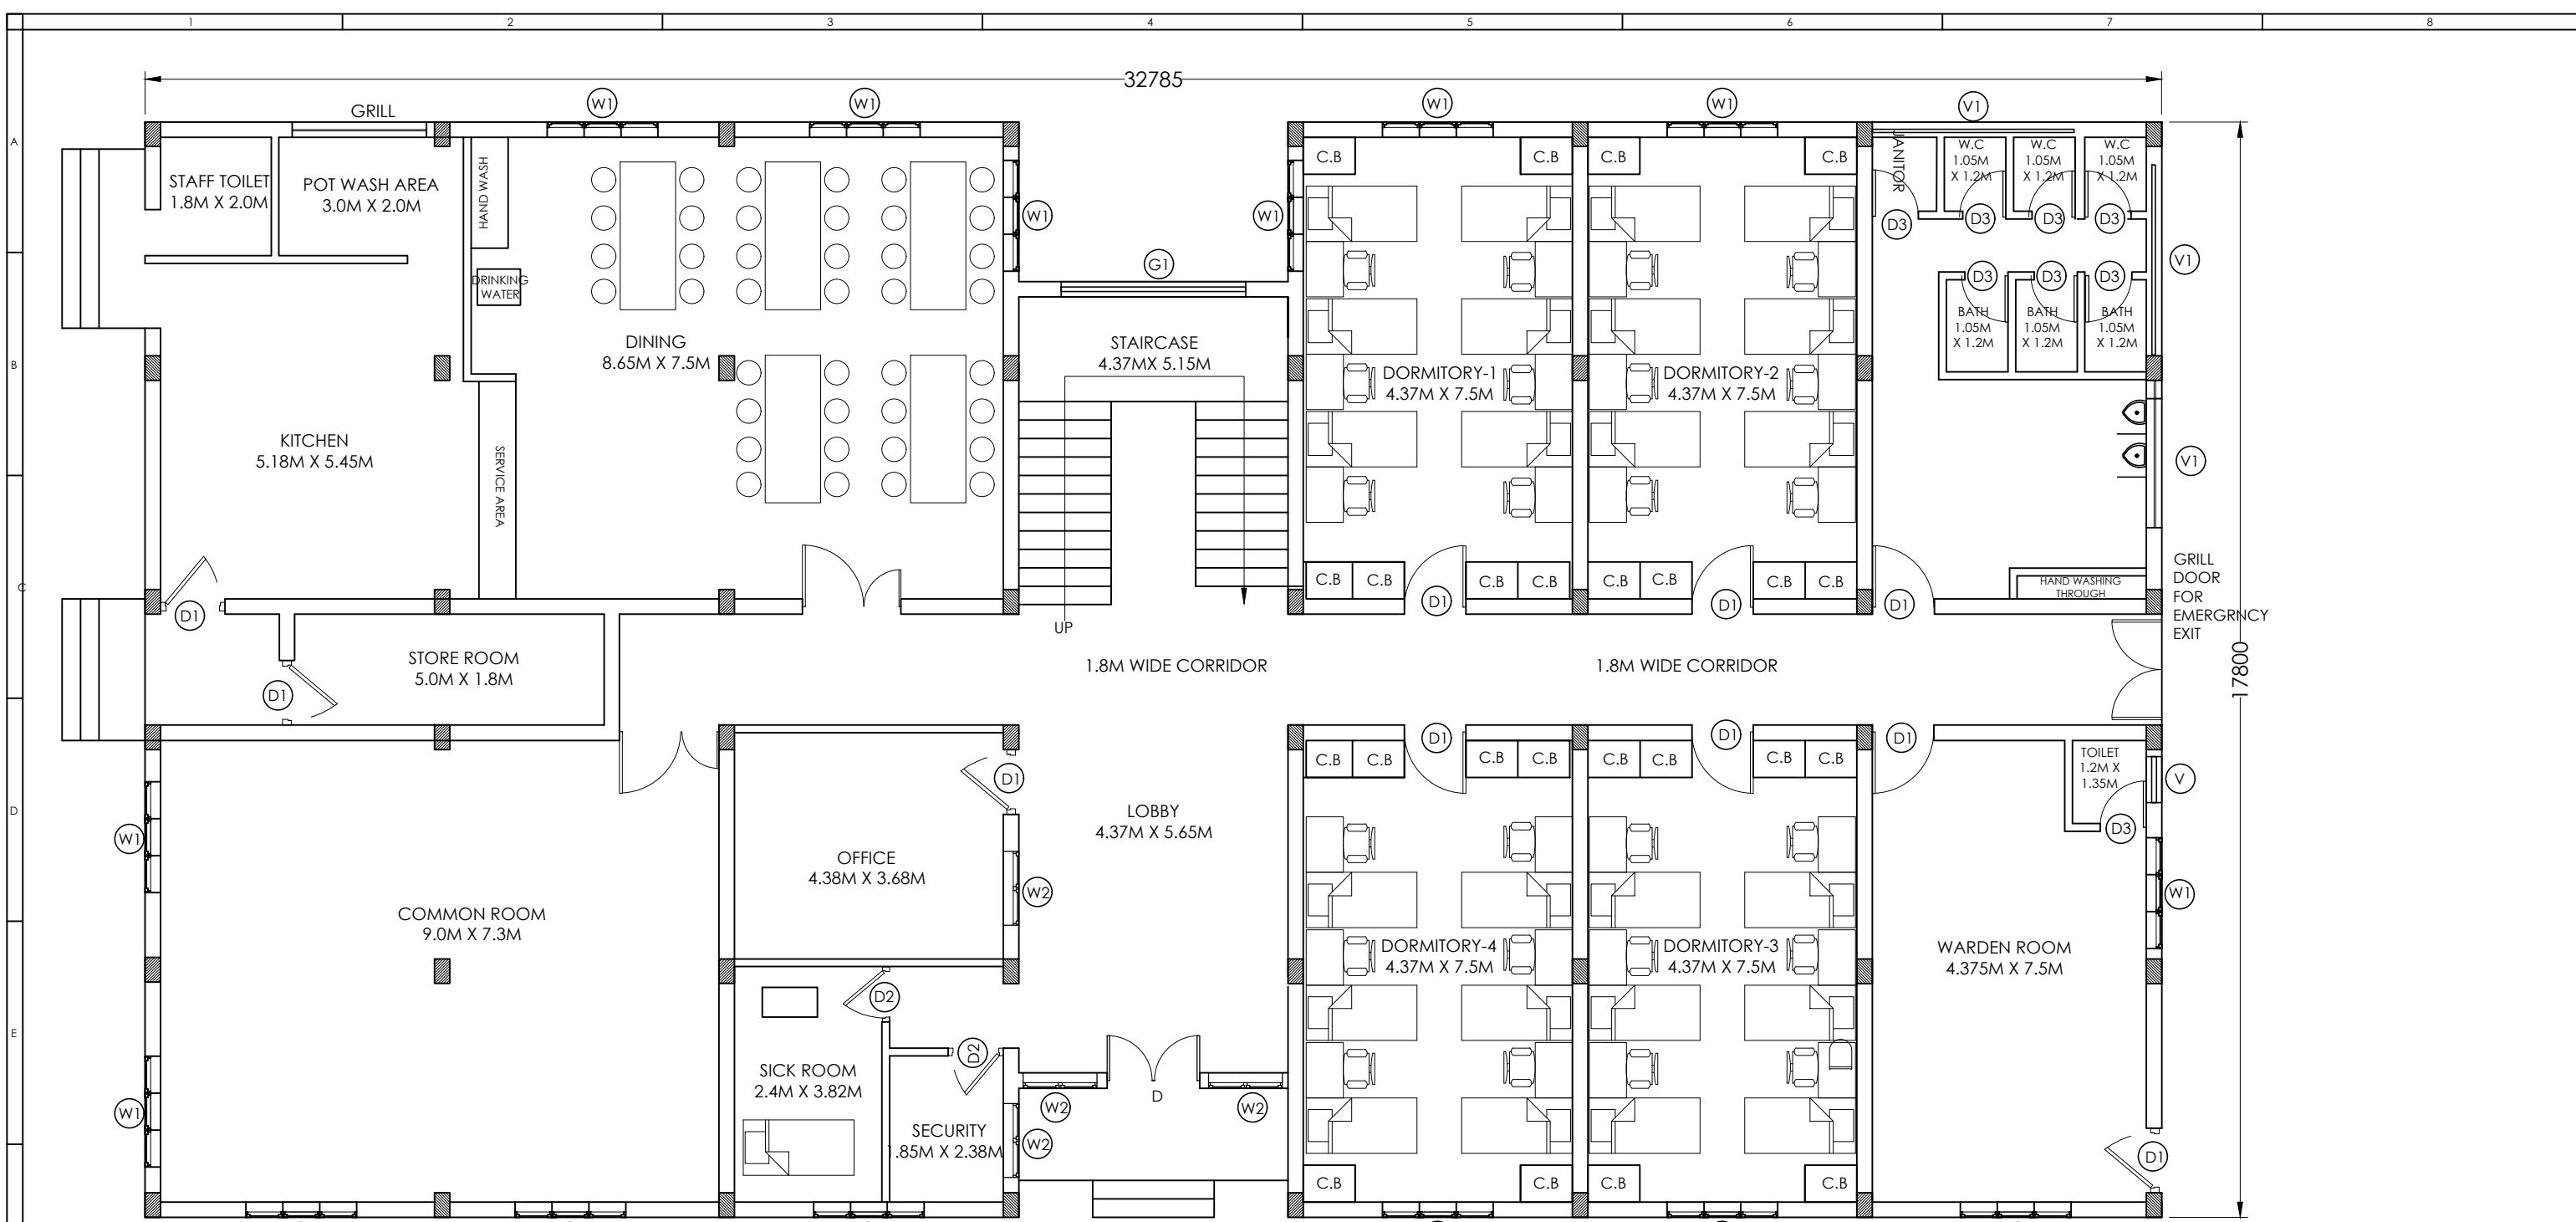 1 2 3 4 5 6 7 8
32785
GRILL
W1 W1 W1 W1 V1
A
STAFF TOILET
1.8M X 2.0M
POT WASH AREA
3.0M X 2.0M
HAND WASH
DRINKING
WATER
W1
W1
G1
C.B C.B C.B C.B
JANITOR
W.C
1.05M
X 1.2M
W.C
1.05M
X 1.2M
W.C
1.05M
X 1.2M
D3 D3 D3 D3
V1
D3 D3 D3
BATH
1.05M
X 1.2M
BATH
1.05M
X 1.2M
BATH
1.05M
X 1.2M
B
DINING
8.65M X 7.5M
STAIRCASE
4.37MX 5.15M
DORMITORY-1
4.37M X 7.5M
DORMITORY-2
4.37M X 7.5M
KITCHEN
5.18M X 5.45M
SERVICE AREA
V1
C
C.B C.B C.B C.B C.B C.B C.B C.B
HAND WASHING
THROUGH
GRILL
DOOR
FOR
EMERGRNCY
EXIT
D1 D1 D1 D1
UP
STORE ROOM
5.0M X 1.8M
1.8M WIDE CORRIDOR
1.8M WIDE CORRIDOR
17800
D1
D1 D1 D1
C.B C.B C.B C.B C.B C.B C.B C.B
TOILET
1.2M X
1.35M
D1
V
D
LOBBY
4.37M X 5.65M
D3
W1
OFFICE
4.38M X 3.68M
W2
W1
COMMON ROOM
9.0M X 7.3M
DORMITORY-4
4.37M X 7.5M
DORMITORY-3
4.37M X 7.5M
WARDEN ROOM
4.375M X 7.5M
D2
E
D2
SICK ROOM
2.4M X 3.82M
W1
D
W2 W2
SECURITY
1.85M X 2.38M
W2
D1
C.B C.B C.B C.B